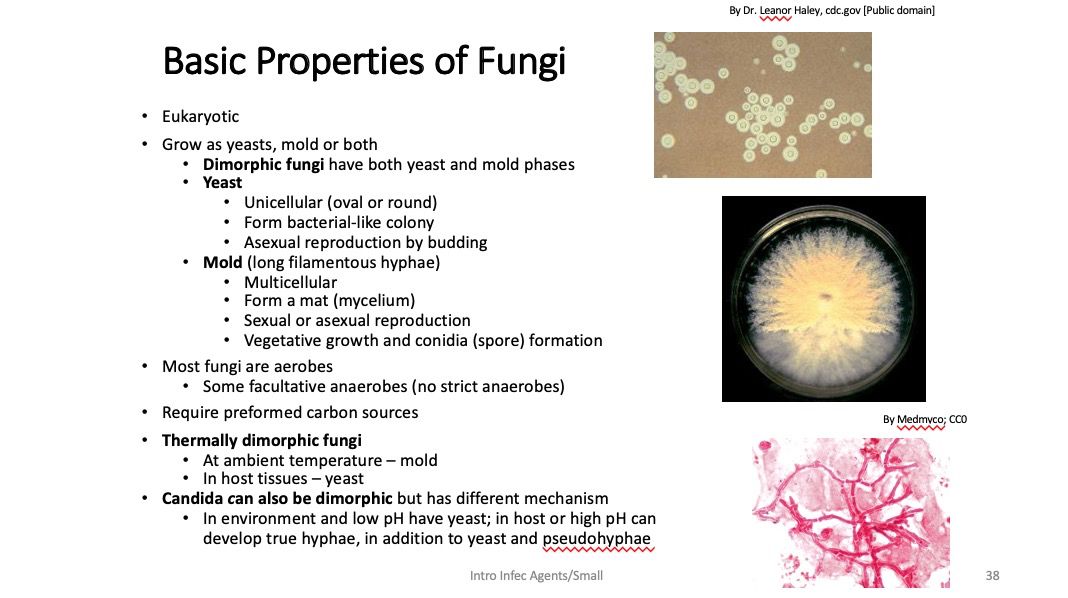 By Dr. Leanor Haley, cdc.gov [Public domain]
Basic Properties of Fungi
• Eukaryotic
• Grow as yeasts, mold or both
• Dimorphic fungi have both yeast and mold phases
• Yeast
• Unicellular (oval or round)
• Form bacterial-like colony
• Asexual reproduction by budding
• Mold (long filamentous hyphae)
• Multicellular
• Form a mat (mycelium)
• Sexual or asexual reproduction
• Vegetative growth and conidia (spore) formation
• Most fungi are aerobes
• Some facultative anaerobes (no strict anaerobes)
• Require preformed carbon sources
• Thermally dimorphic fungi
• At ambient temperature – mold
• In host tissues – yeast
• Candida can also be dimorphic but has different mechanism
• In environment and low pH have yeast; in host or high pH can
develop true hyphae, in addition to yeast and pseudohyphae
By Medmyco; CC0
Intro Infec Agents/Small
38